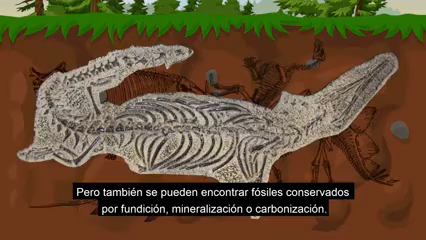 Pero también se pueden encontrar fósiles conservados
por fundición, mineralización o carbonización.